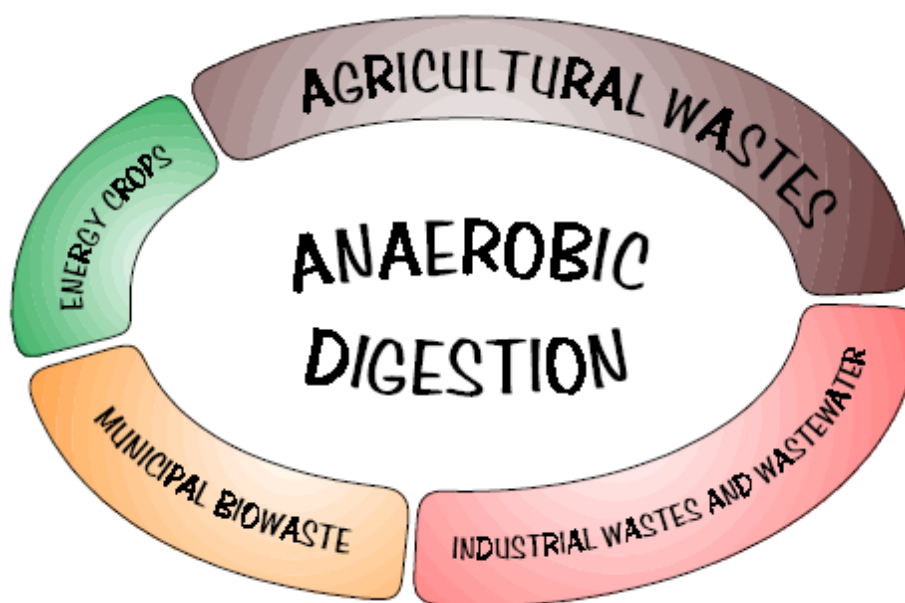 AGRICULTURAL WASTES
ENERGY CROPS
ANAEROBIC
DIGESTION
MUNICIPAL BIOWASTE
INDUSTRIAL WASTES AND WASTEWATER